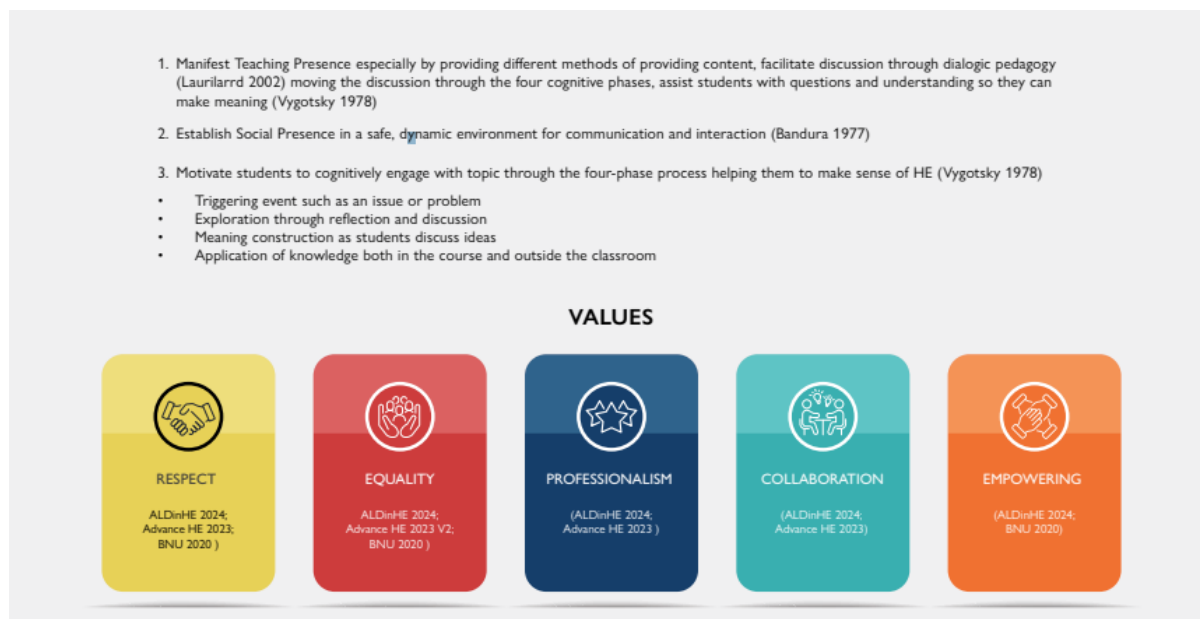 1. Manifest Teaching Presence especially by providing different methods of providing content, facilitate discussion through dialogic pedagogy
(Laurilarrd 2002) moving the discussion through the four cognitive phases, assist students with questions and understanding so they can
make meaning (Vygotsky 1978)
2. Establish Social Presence in a safe, dynamic environment for communication and interaction (Bandura 1977)
3. Motivate students to cognitively engage with topic through the four-phase process helping them to make sense of HE (Vygotsky 1978)
• Triggering event such as an issue or problem
• Exploration through reflection and discussion
• Meaning construction as students discuss ideas
• Application of knowledge both in the course and outside the classroom
VALUES
RESPECT
ALDinHE 2024;
Advance HE 2023;
BNU 2020 )
EQUALITY
ALDinHE 2024;
Advance HE 2023 V2;
BNU 2020 )
PROFESSIONALISM
(ALDinHE 2024;
Advance HE 2023 )
COLLABORATION
(ALDinHE 2024;
Advance HE 2023)
EMPOWERING
(ALDinHE 2024;
BNU 2020)